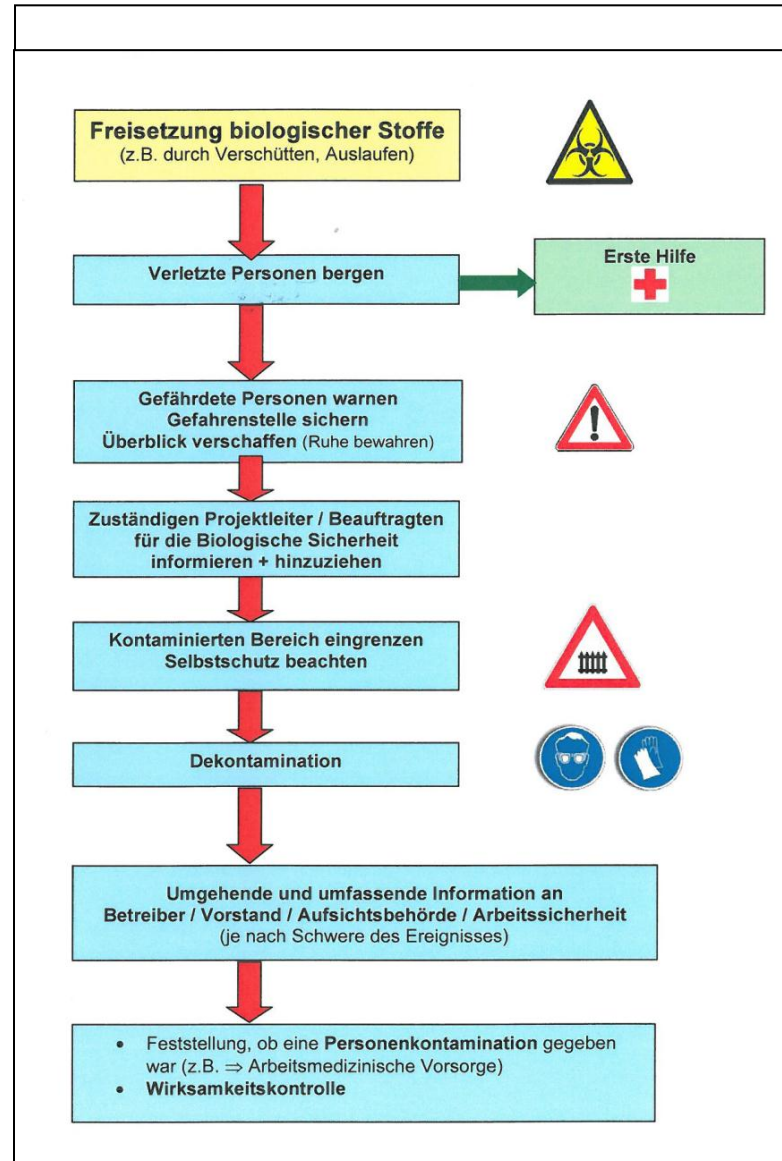 Freisetzung biologischer Stoffe
(z.B. durch Verschütten, Auslaufen)
Verletzte Personen bergen
Erste Hilfe
Gefährdete Personen warnen
Gefahrenstelle sichern
Überblick verschaffen (Ruhe bewahren)
Zuständigen Projektleiter / Beauftragten
für die Biologische Sicherheit
informieren + hinzuziehen
Kontaminierten Bereich eingrenzen
Selbstschutz beachten
Dekontamination
Umgehende und umfassende Information an
Betreiber / Vorstand / Aufsichtsbehörde / Arbeitssicherheit
(je nach Schwere des Ereignisses)
• Feststellung, ob eine Personenkontamination gegeben
war (z.B. ⇒ Arbeitsmedizinische Vorsorge)
• Wirksamkeitskontrolle